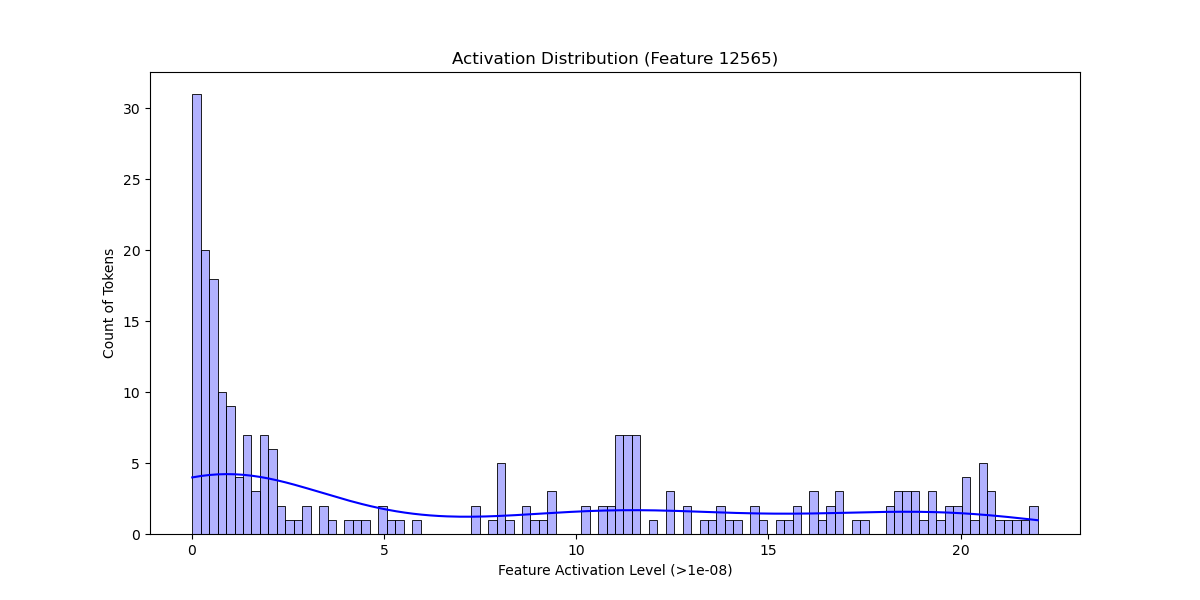 Activation Distribution (Feature 12565)
30
25
20
15
10
5
0
Count of Tokens
0 5 10 15 20
Feature Activation Level (>1e-08)